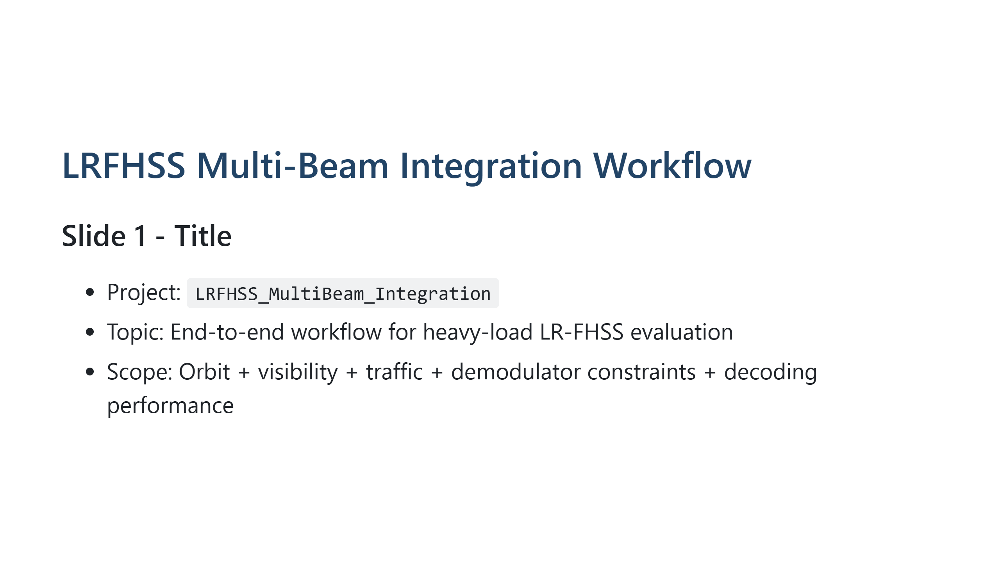 LRFHSS Multi-Beam Integration Workflow
Slide 1 - Title
• Project: LRFHSS_MultiBeam_Integration
• Topic: End-to-end workflow for heavy-load LR-FHSS evaluation
• Scope: Orbit + visibility + traffic + demodulator constraints + decoding
performance